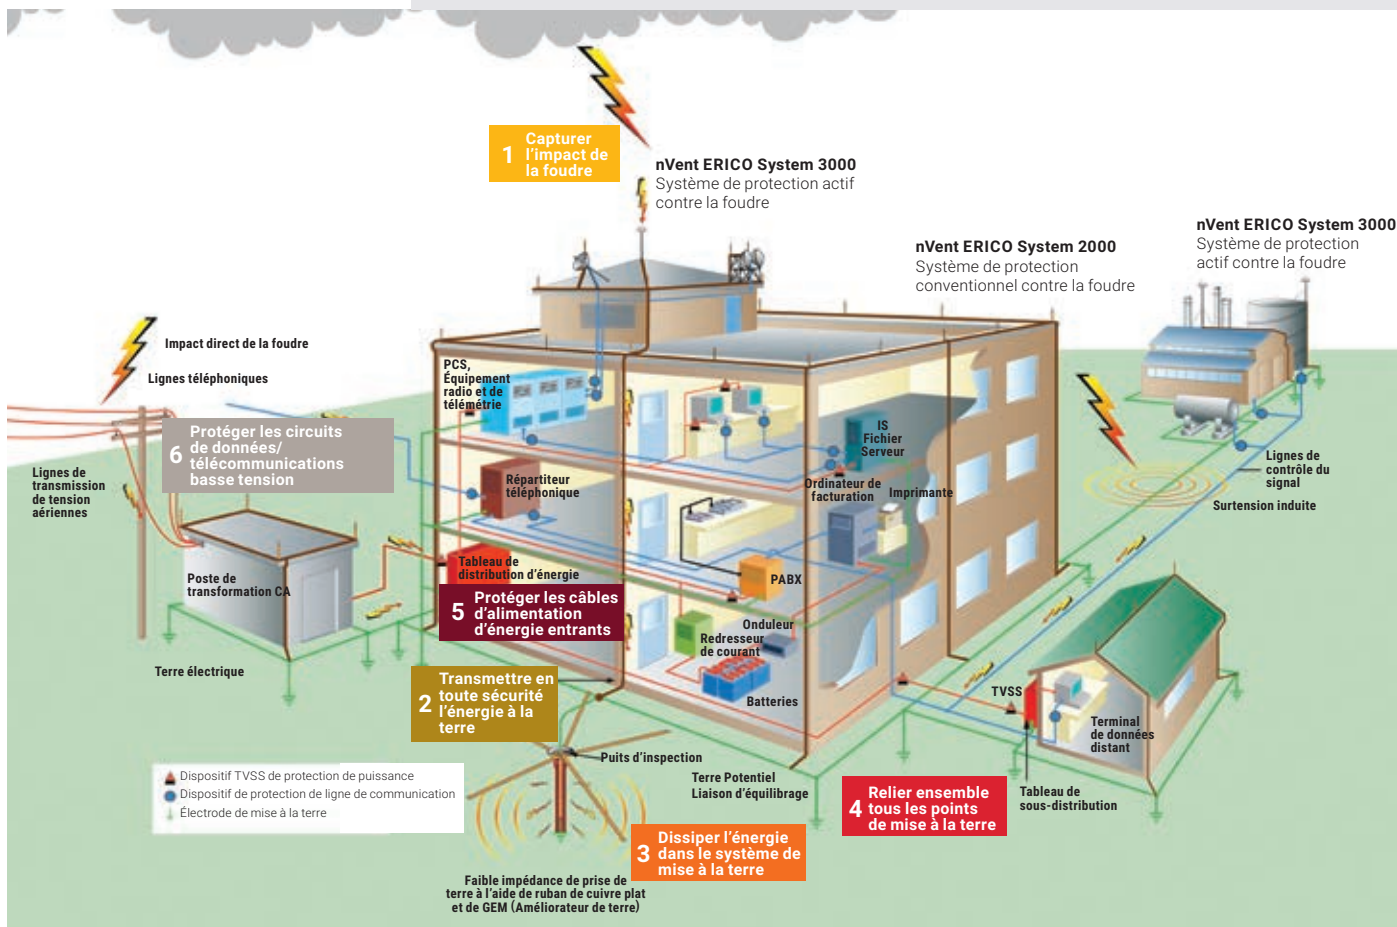 1
Capturer
l'impact de
la foudre
nVent ERICO System 3000
Système de protection actif
contre la foudre
nVent ERICO System 2000
Système de protection
conventionnel contre la foudre
nVent ERICO System 3000
Système de protection
actif contre la foudre
Impact direct de la foudre
Lignes téléphoniques
6
Protéger les circuits
de données/
télécommunications
basse tension
Lignes de
transmission
de tension
aériennes
PCS,
Équipement
radio et de
télémétrie
IS
Fichier
Serveur
Répartiteur
téléphonique
Ordinateur de
facturation
Imprimante
Lignes de
contrôle du
signal
Surtension induite
Poste de
transformation CA
Tableau de
distribution d'énergie
PABX
5
Protéger les câbles
d'alimentation
d'énergie entrants
Onduleur
Redresseur
de courant
Batteries
Terre électrique
2
Transmettre en
toute sécurité
l'énergie à la
terre
TVSS
Terminal
de données
distant
Puits d'inspection
Terre Potentiel
Liaison d'équilibrage
Tableau de
sous-distribution
4
Relier ensemble
tous les points
de mise à la terre
Dispositif TVSS de protection de puissance
Dispositif de protection de ligne de communication
Électrode de mise à la terre
3
Dissiper l'énergie
dans le système de
mise à la terre
Faible impédance de prise de
terre à l'aide de ruban de cuivre plat
et de GEM (Améliorateur de terre)